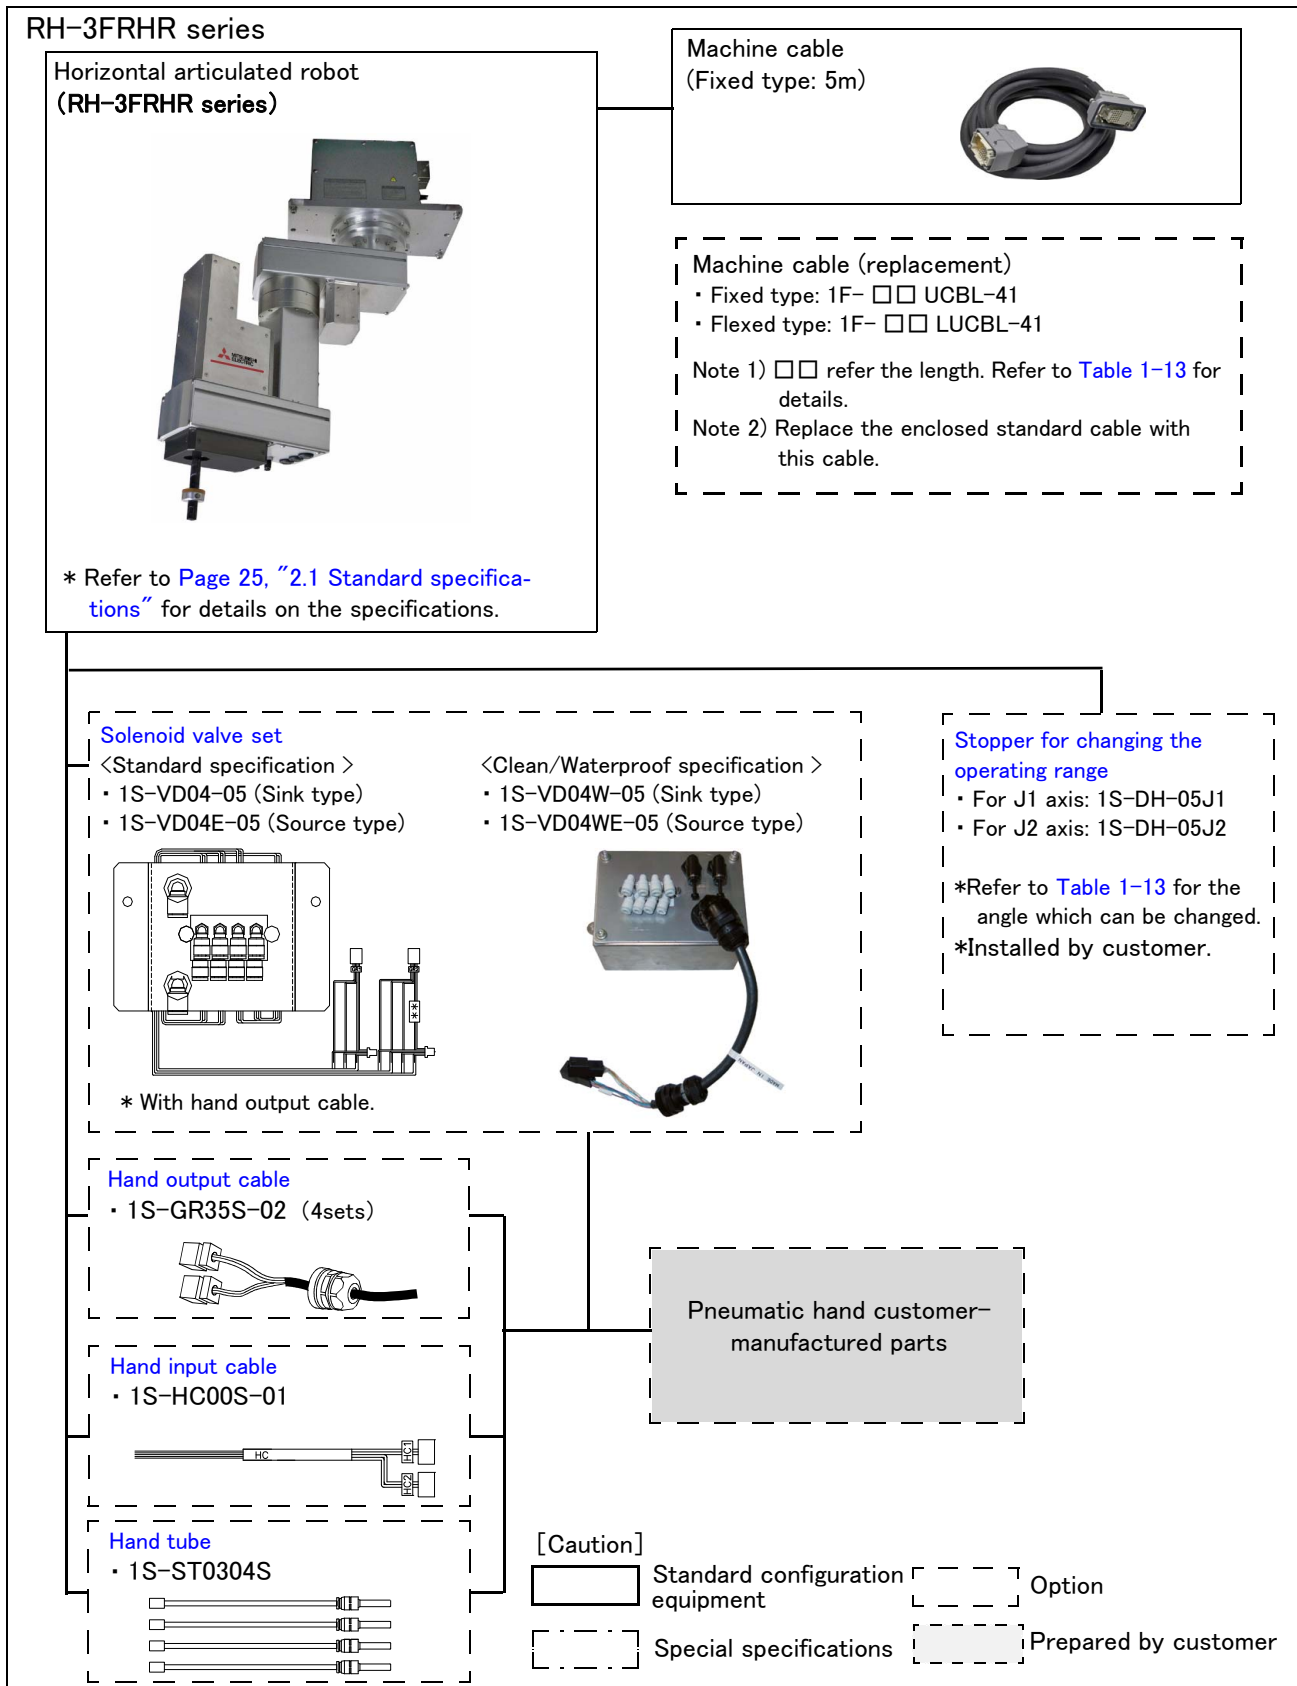 RH-3FRHR series
Horizontal articulated robot
(RH-3FRHR series)
MITSUBISHI
ELECTRIC
* Refer to Page 25, "2.1 Standard specifica-
tions" for details on the specifications.
Machine cable
(Fixed type: 5m)
Machine cable (replacement)
・Fixed type: 1F- □□ UCBL-41
・Flexed type: 1F- □□ LUCBL-41
Note 1) □□ refer the length. Refer to Table 1-13 for
details.
Note 2) Replace the enclosed standard cable with
this cable.
Solenoid valve set
<Standard specification >
・1S-VD04-05 (Sink type)
・1S-VD04E-05 (Source type)
<Clean/Waterproof specification >
・1S-VD04W-05 (Sink type)
・1S-VD04WE-05 (Source type)
**
MADE IN JAPAN
* With hand output cable.
Stopper for changing the
operating range
・For J1 axis: 1S-DH-05J1
・For J2 axis: 1S-DH-05J2
*Refer to Table 1-13 for the
angle which can be changed.
*Installed by customer.
Hand output cable
・1S-GR35S-02 (4sets)
Hand input cable
・1S-HC00S-01
HC
HC1
HC2
Hand tube
・1S-ST0304S
Pneumatic hand customer-
manufactured parts
[Caution]
Standard configuration
equipment
Option
Special specifications
Prepared by customer